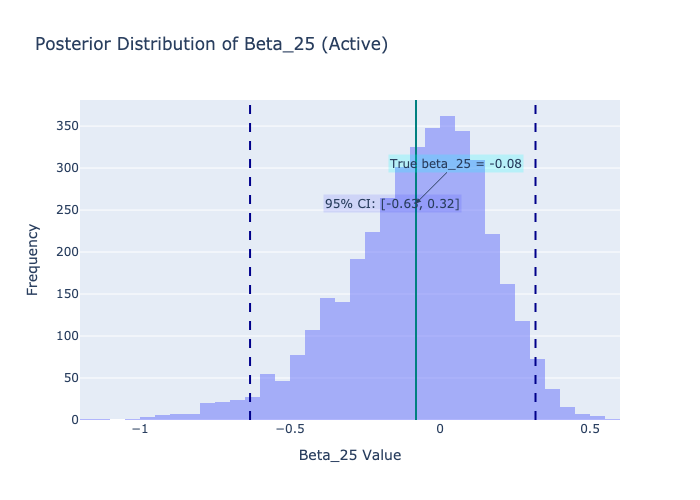 Posterior Distribution of Beta_25 (Active)
350
300
250
200
150
100
50
0
Frequency
True beta_25 = -0.08
95% CI: [-0.63, 0.32]
−1
−0.5
0
0.5
Beta_25 Value